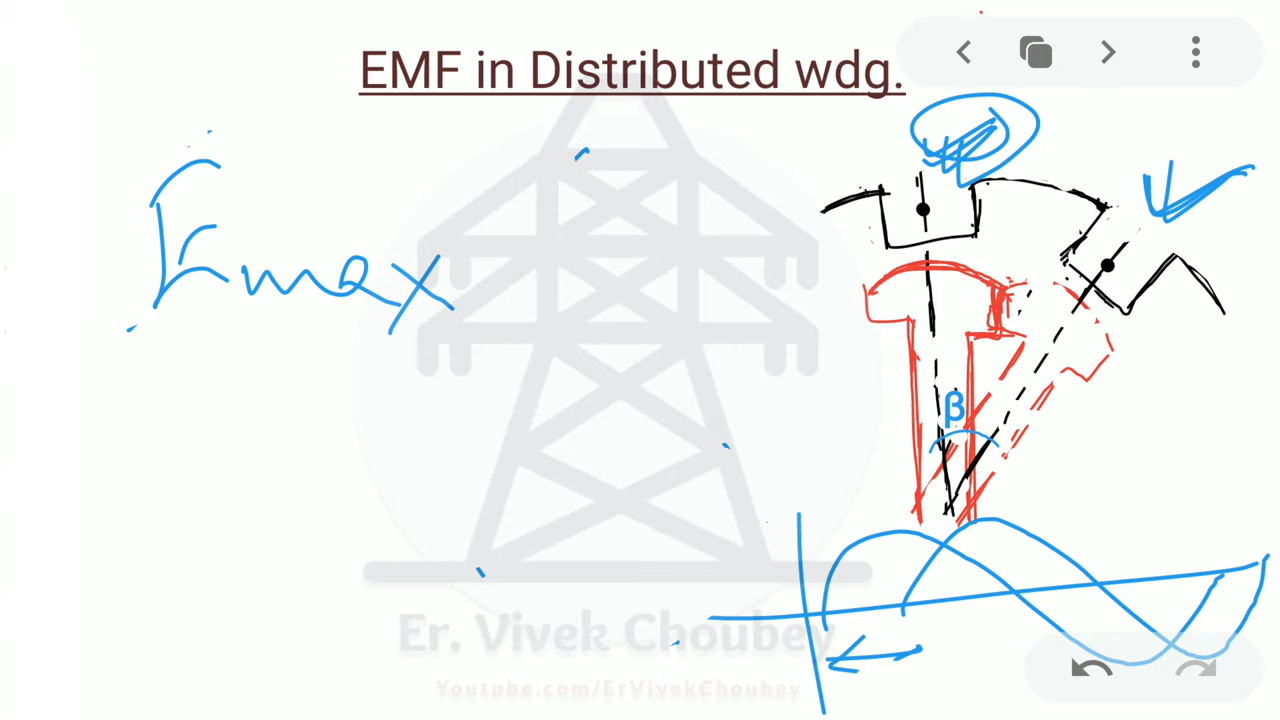 EMF in Distributed wdg.
Emax
β
Er. Vivek Choubey
Youtube.com/ErVivekChoubey